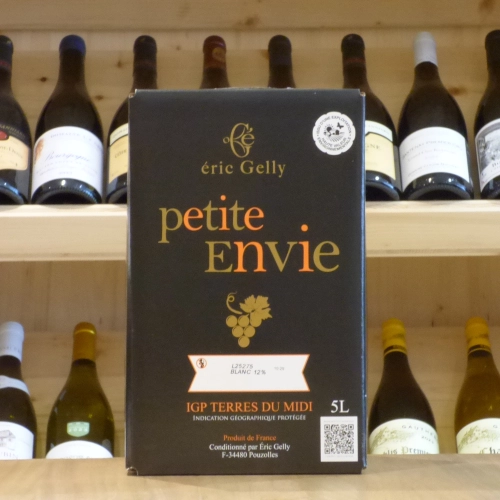 éric Gelly
petite
Envie
L25275
BLANC 12%
IGP TERRES DU MIDI
INDICATION GÉOGRAPHIQUE PROTÉGÉE
5L
Produit de France
Conditionné par Éric Gelly
F-34480 Pouzolles